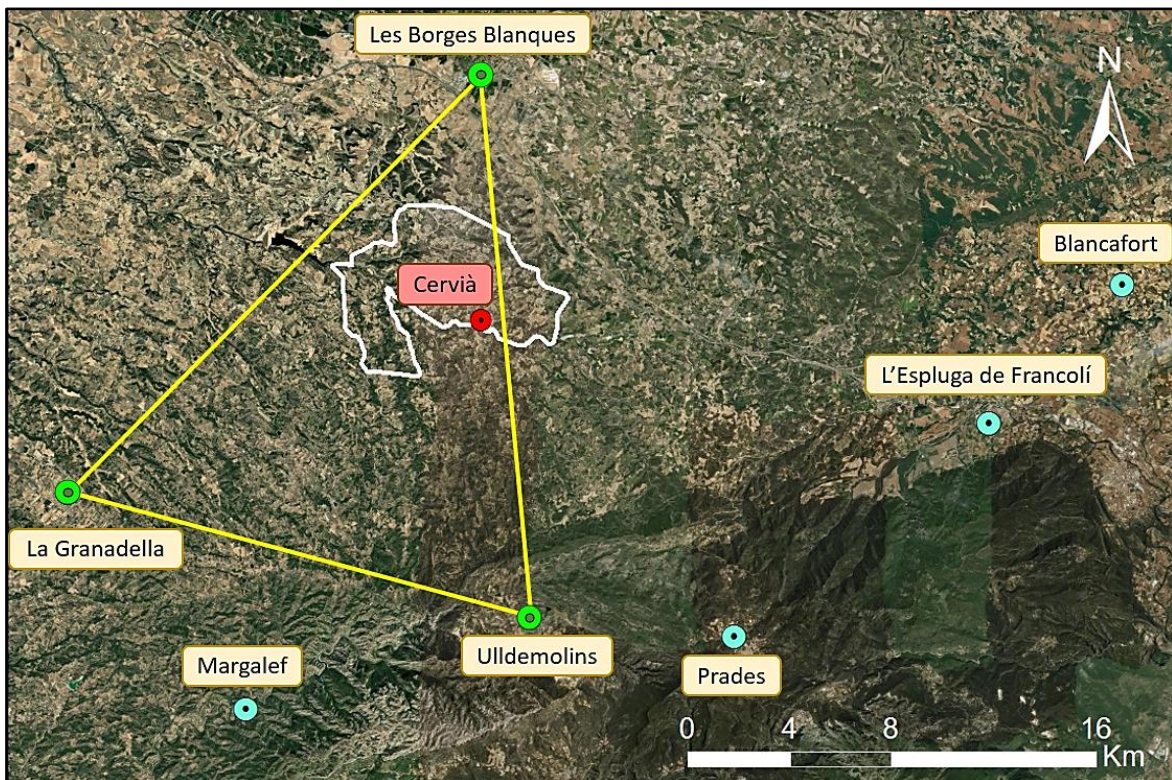 Les Borges Blanques
N
Blancafort
Cervià
L'Espluga de Francolí
La Granadella
Ulldemolins
Margalef
Prades
0 4 8 16
Km